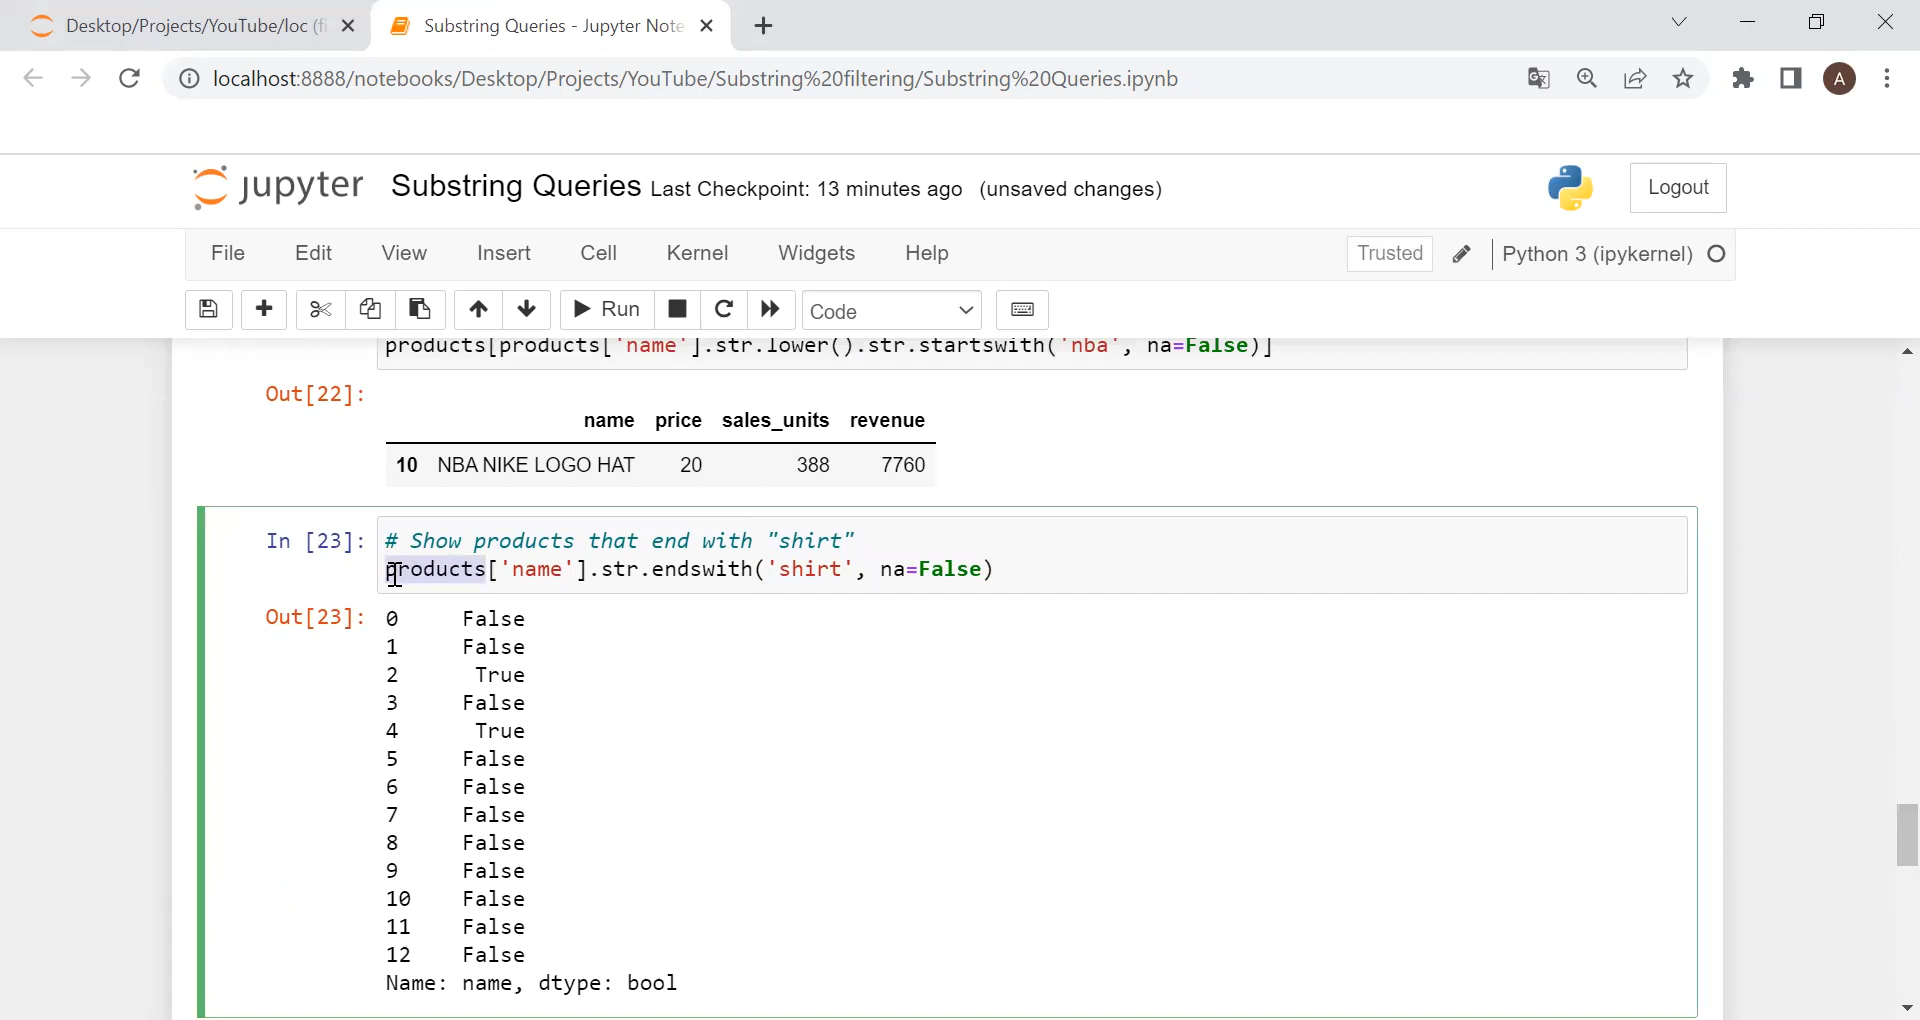 Desktop/Projects/YouTube/loc (fi
Substring Queries - Jupyter Note
localhost:8888/notebooks/Desktop/Projects/YouTube/Substring%20filtering/Substring%20Queries.ipynb
A
jupyter Substring Queries Last Checkpoint: 13 minutes ago (unsaved changes)
Logout
File Edit View Insert Cell Kernel Widgets Help
Trusted Python 3 (ipykernel)
Run Code
products[products['name'].str.lower().str.startswith('nba', na=False)]
Out[22]:
name price sales_units revenue
10 NBA NIKE LOGO HAT 20 388 7760
In [23]: # Show products that end with "shirt"
products['name'].str.endswith('shirt', na=False)
Out[23]: 0 False
1 False
2 True
3 False
4 True
5 False
6 False
7 False
8 False
9 False
10 False
11 False
12 False
Name: name, dtype: bool